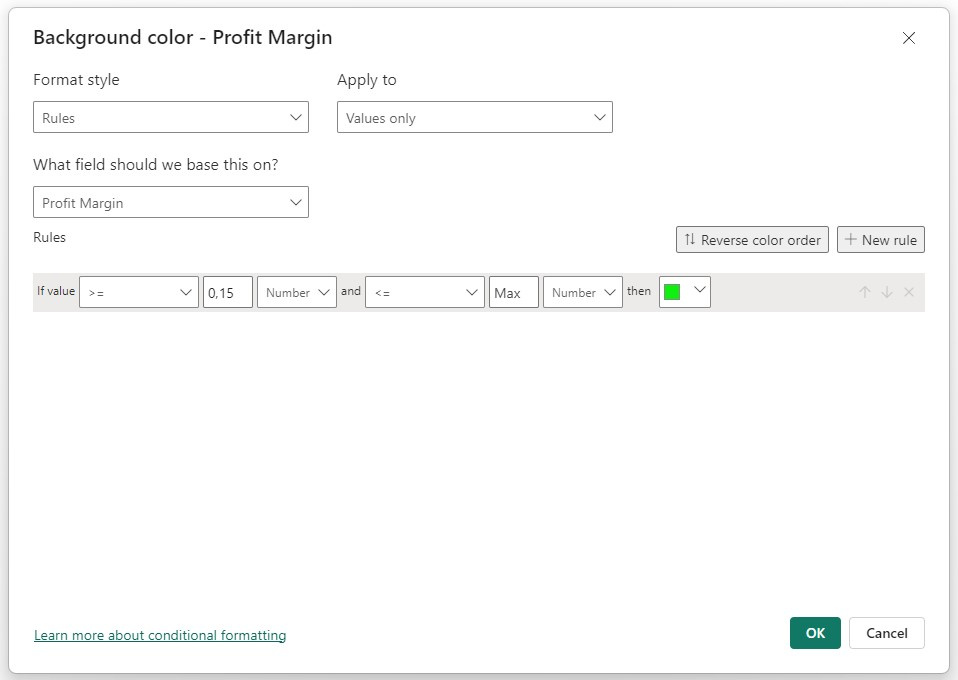 Background color - Profit Margin
Format style
Apply to
Rules
Values only
What field should we base this on?
Profit Margin
Rules
Reverse color order
New rule
If value >= 0,15 Number and <= Max Number then
Learn more about conditional formatting
OK
Cancel